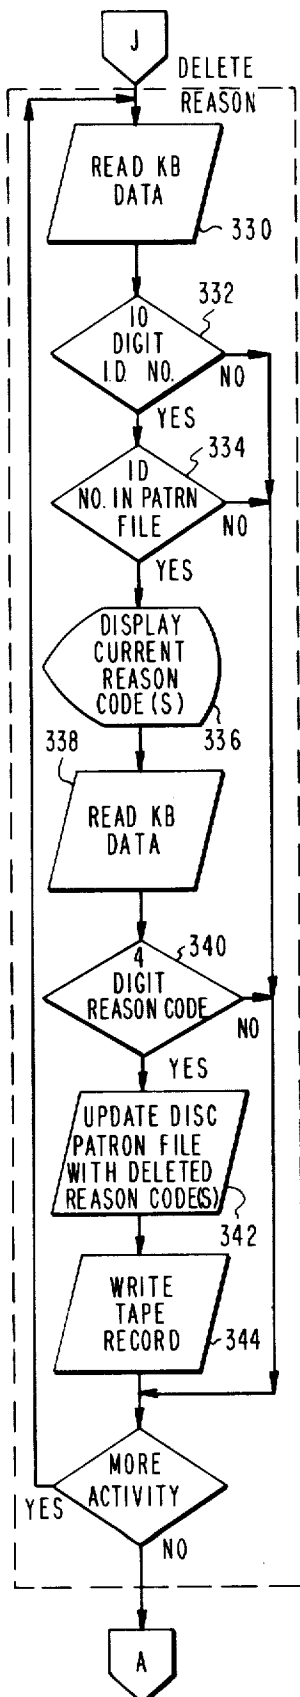 J
DELETE
REASON
READ KB
DATA
330
332
10
DIGIT
I.D. NO.
NO
YES
334
ID
NO. IN PATRN
FILE
NO
YES
DISPLAY
CURRENT
REASON
CODE(S)
336
338
READ KB
DATA
340
4
DIGIT
REASON CODE
NO
YES
UPDATE DISC
PATRON FILE
WITH DELETED
REASON CODE(S)
342
WRITE
TAPE
RECORD
344
MORE
ACTIVITY
YES
NO
A